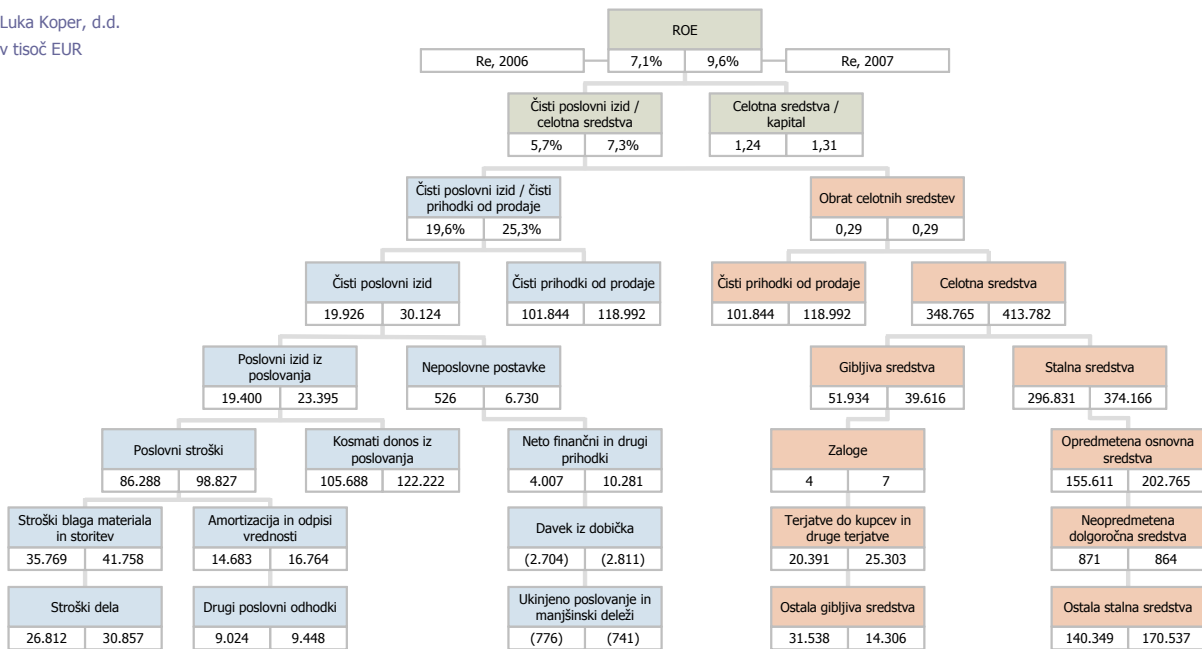 Luka Koper, d.d.
v tisoč EUR
ROE
Re, 2006
7,1%
9,6%
Re, 2007
Čisti poslovni izid /
celotna sredstva
5,7%
7,3%
Celotna sredstva /
kapital
1,24
1,31
Čisti poslovni izid / čisti
prihodki od prodaje
19,6%
25,3%
Obrat celotnih sredstev
0,29
0,29
Čisti poslovni izid
19.926
30.124
Čisti prihodki od prodaje
101.844
118.992
Čisti prihodki od prodaje
101.844
118.992
Celotna sredstva
348.765
413.782
Poslovni izid iz
poslovanja
19.400
23.395
Neposlovne postavke
526
6.730
Gibljiva sredstva
51.934
39.616
Stalna sredstva
296.831
374.166
Poslovni stroški
86.288
98.827
Kosmati donos iz
poslovanja
105.688
122.222
Neto finančni in drugi
prihodki
4.007
10.281
Zaloge
4
7
Opredmetena osnovna
sredstva
155.611
202.765
Stroški blaga materiala
in storitev
35.769
41.758
Amortizacija in odpisi
vrednosti
14.683
16.764
Davek iz dobička
(2.704)
(2.811)
Terjatve do kupcev in
druge terjatve
20.391
25.303
Neopredmetena
dolgoročna sredstva
871
864
Stroški dela
26.812
30.857
Drugi poslovni odhodki
9.024
9.448
Ukinjeno poslovanje in
manjšinski deleži
(776)
(741)
Ostala gibljiva sredstva
31.538
14.306
Ostala stalna sredstva
140.349
170.537